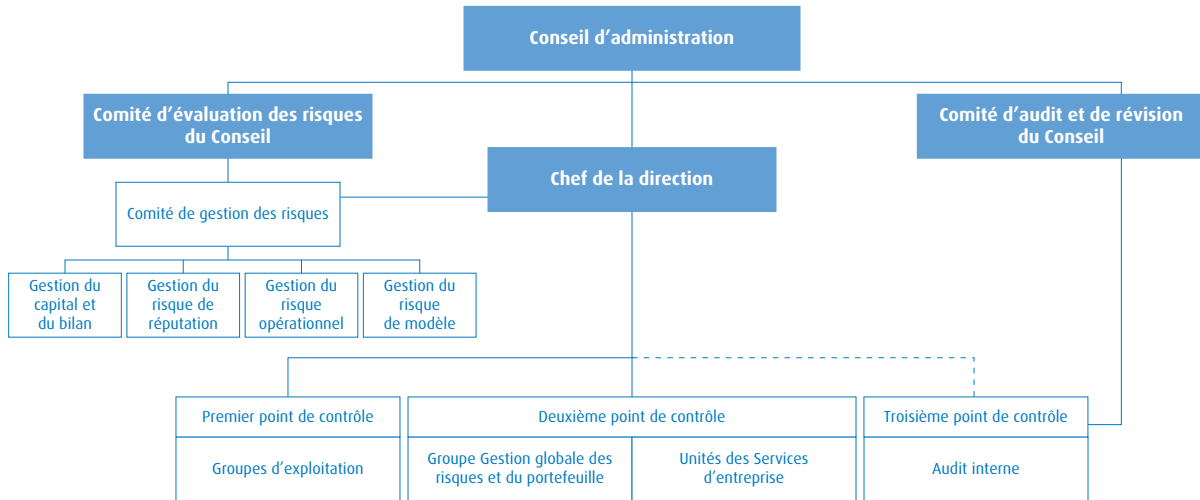 Conseil d'administration
Comité d'évaluation des risques
du Conseil
Comité d'audit et de révision
du Conseil
Chef de la direction
Comité de gestion des risques
Gestion du
capital et
du bilan
Gestion du
risque de
réputation
Gestion du
risque
opérationnel
Gestion du
risque
de modèle
Premier point de contrôle
Deuxième point de contrôle
Troisième point de contrôle
Groupes d'exploitation
Groupe Gestion globale des
risques et du portefeuille
Unités des Services
d'entreprise
Audit interne